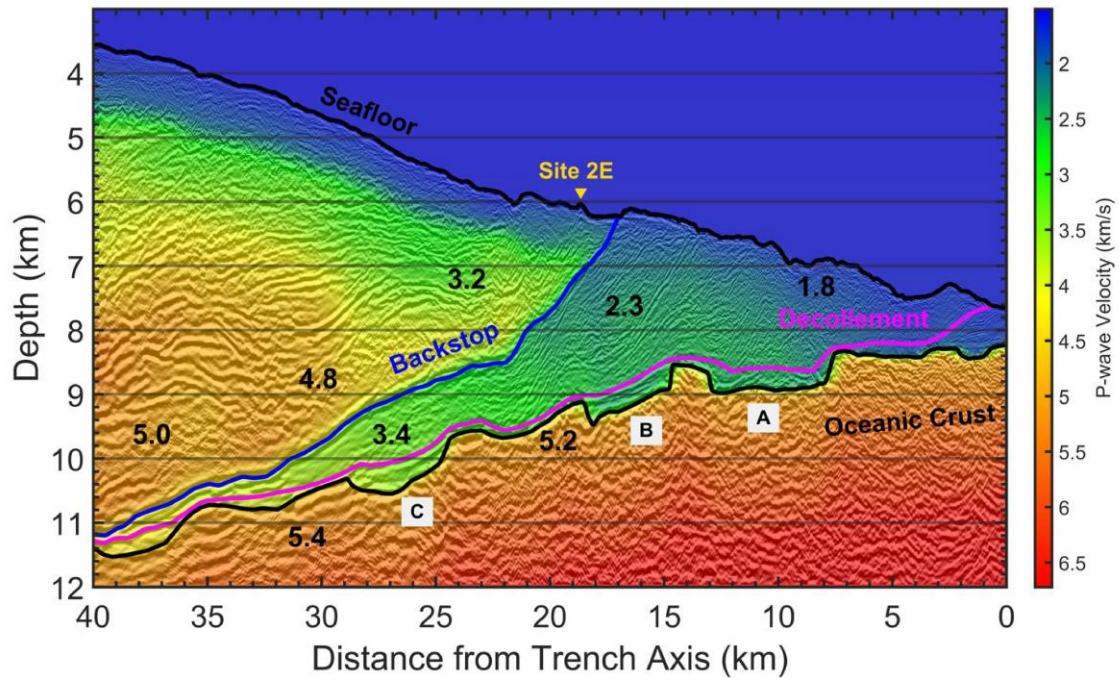 4
5
6
7
8
9
10
11
12
Depth (km)
Seafloor
Site 2E
3.2
2.3
1.8
Decollement
Backstop
4.8
5.0
3.4
5.2
A
B
Oceanic Crust
C
5.4
40 35 30 25 20 15 10 5 0
Distance from Trench Axis (km)
2
2.5
3
3.5
4
4.5
5
5.5
6
6.5
P-wave Velocity (km/s)